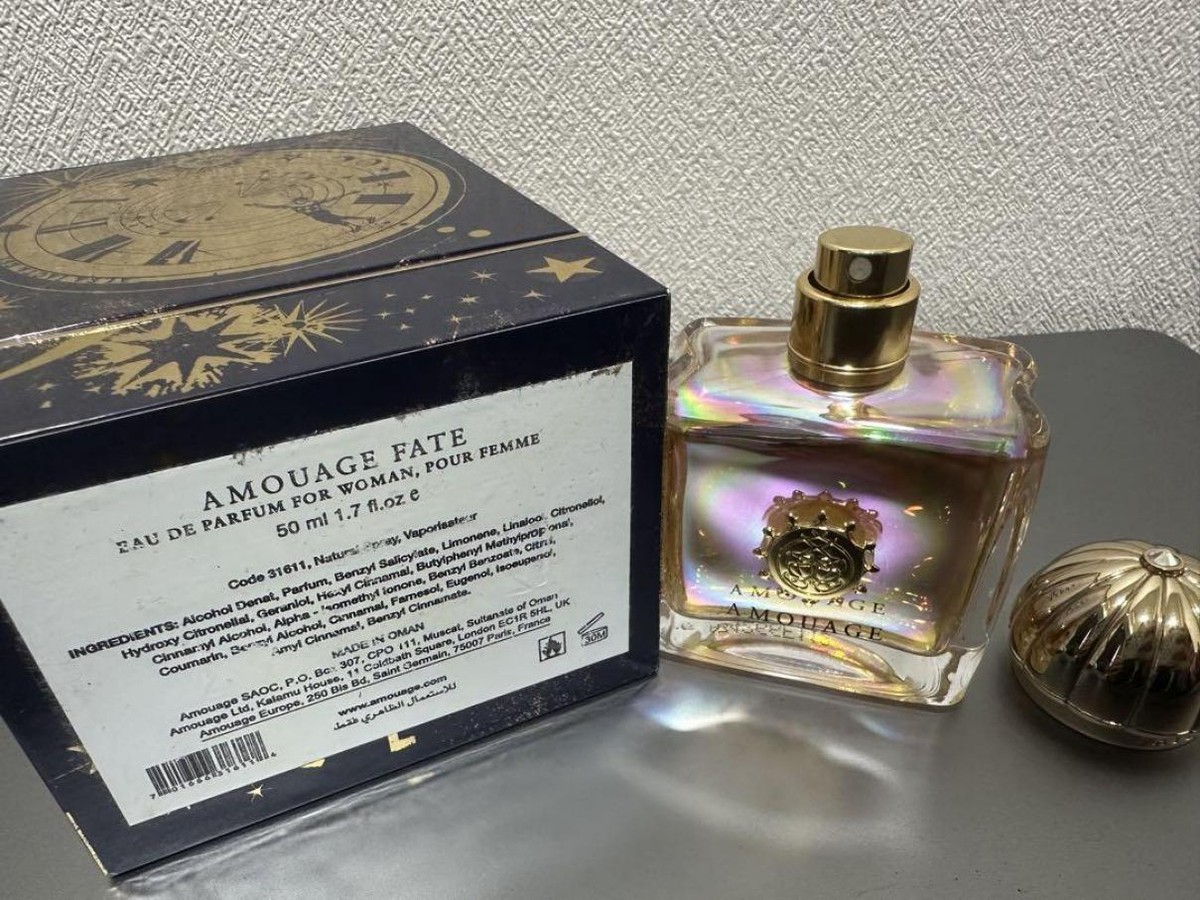 AMOUAGE FATE
EAU DE PARFUM FOR WOMAN, POUR FEMME
50 ml 1.7 fl.oz e
Code 31611, Natural Spray, Vaporisateur
INGREDIENTS: Alcohol Denat, Parfum, Benzyl Salicylate, Limonene, Linalool, Citronellol,
Hydroxy Citronellal, Geraniol, Hexyl Cinnamal, Butylphenyl Methylpropional,
Cinnamyl Alcohol, Alpha - Isomethyl Ionone, Benzyl Benzoate, Citral,
Coumarin, Benzyl Alcohol, Cinnamal, Farnesol, Eugenol, Isoeugenol,
Amyl Cinnamal, Benzyl Cinnamate.
MADE IN OMAN
Amouage SAOC, P.O. Box 307, CPO 111, Muscat, Sultanate of Oman
Amouage Ltd, Kalamu House, 11 Coldbath Square, London EC1R 5HL, UK
Amouage Europe, 250 Bis Bd, Saint Germain, 75007 Paris, France
www.amouage.com
للاستعمال الظاهري فقط
30M
AMOUAGE
AMOUAGE